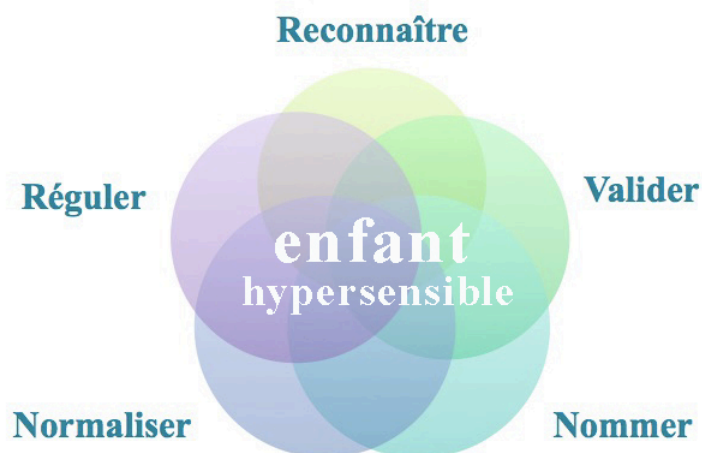 Reconnaître
Réguler
Valider
enfant
hypersensible
Normaliser
Nommer